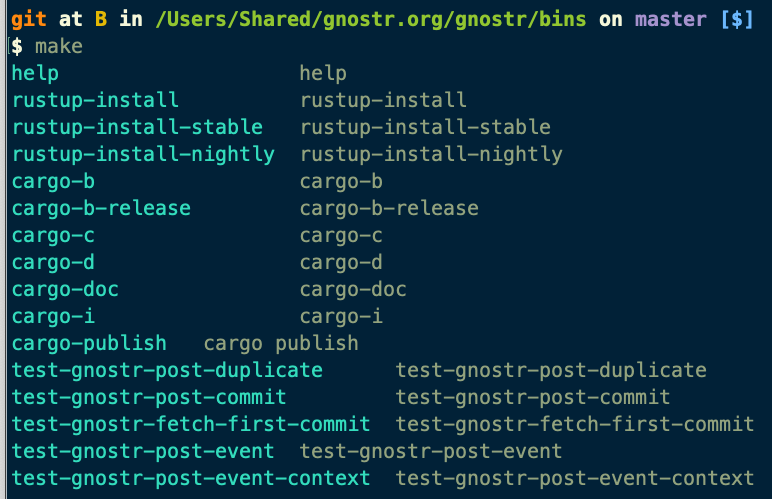 git at B in /Users/Shared/gnostr.org/gnostr/bins on master [$]
[$ make
help help
rustup-install rustup-install
rustup-install-stable rustup-install-stable
rustup-install-nightly rustup-install-nightly
cargo-b cargo-b
cargo-b-release cargo-b-release
cargo-c cargo-c
cargo-d cargo-d
cargo-doc cargo-doc
cargo-i cargo-i
cargo-publish cargo publish
test-gnostr-post-duplicate test-gnostr-post-duplicate
test-gnostr-post-commit test-gnostr-post-commit
test-gnostr-fetch-first-commit test-gnostr-fetch-first-commit
test-gnostr-post-event test-gnostr-post-event
test-gnostr-post-event-context test-gnostr-post-event-context